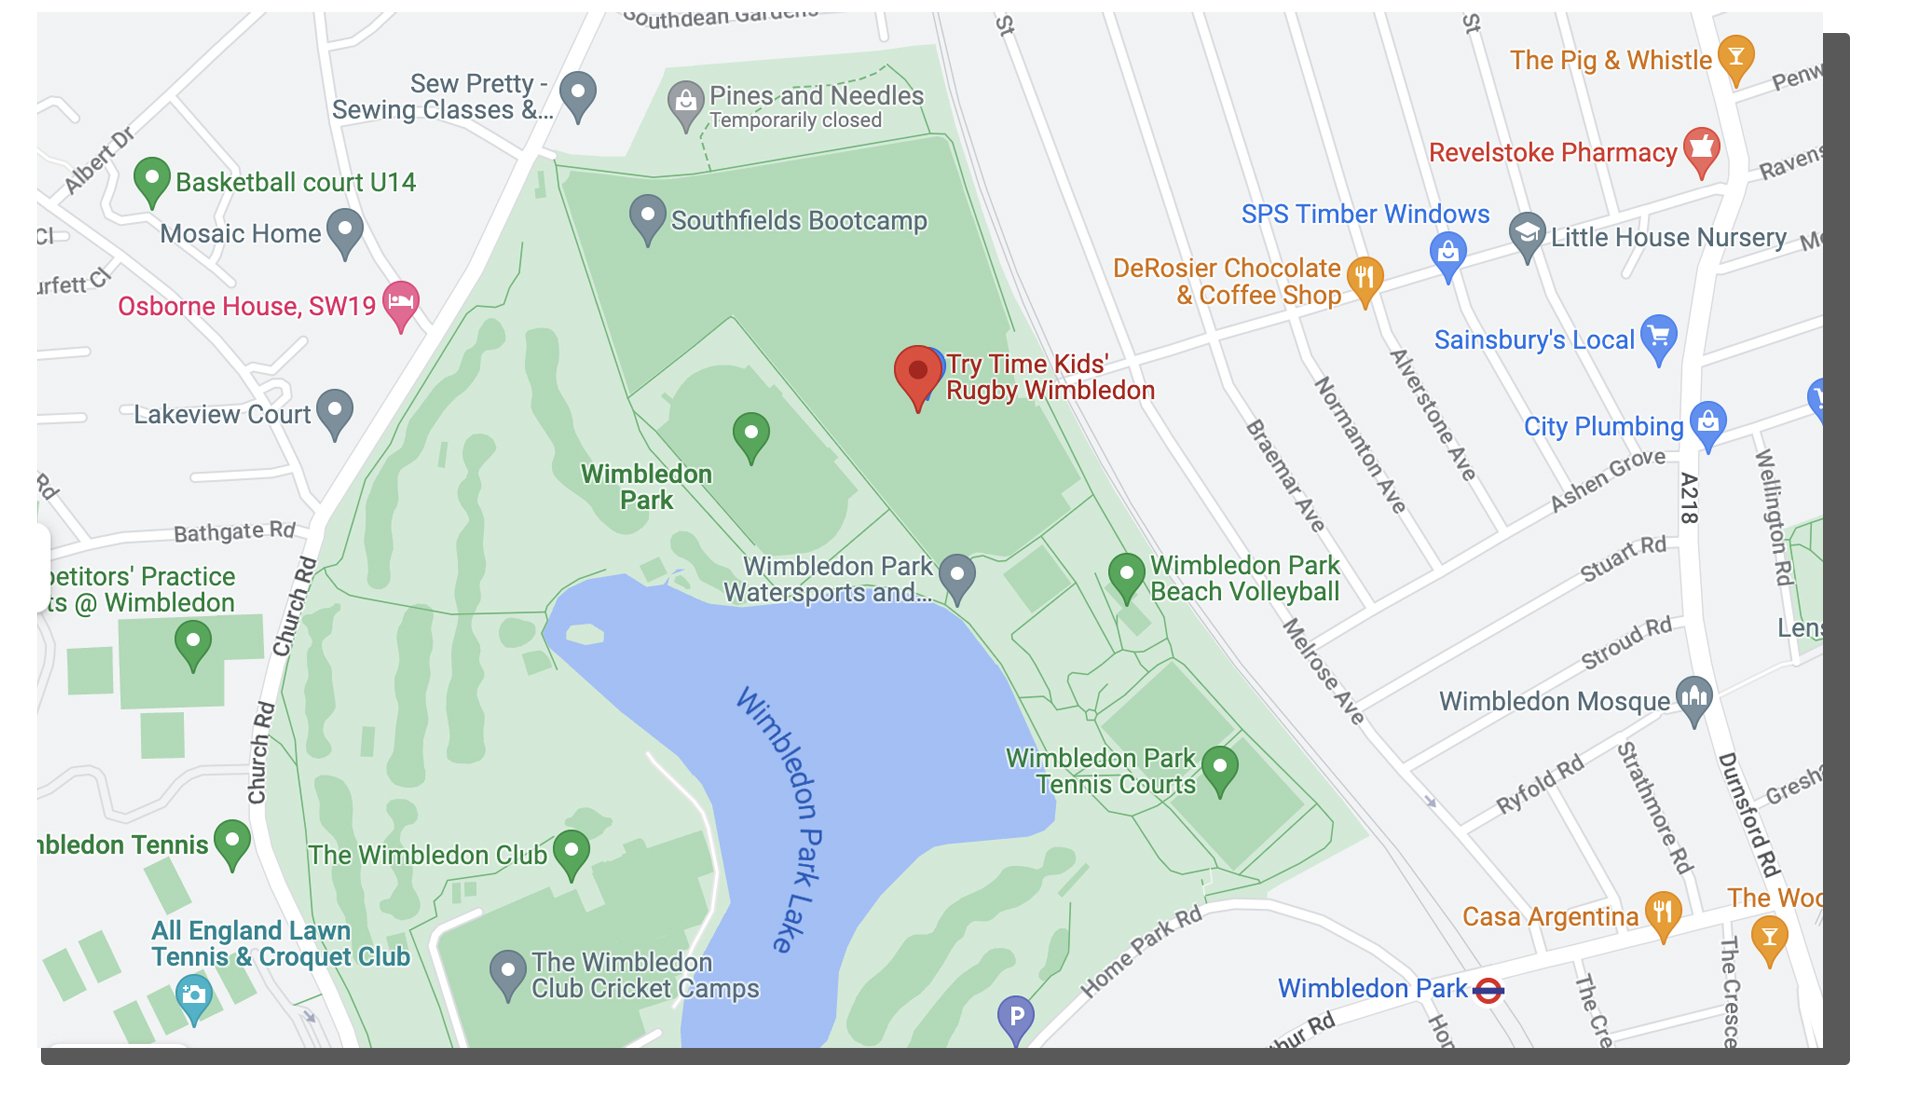 Southdean Gardens
St
St
The Pig & Whistle
Penw
Sew Pretty -
Sewing Classes &...
Pines and Needles
Temporarily closed
Albert Dr
Revelstoke Pharmacy
Ravens
Basketball court U14
Mosaic Home
Southfields Bootcamp
SPS Timber Windows
Little House Nursery
Me
Cl
urfett Cl
DeRosier Chocolate
& Coffee Shop
Osborne House, SW19
Sainsbury's Local
Try Time Kids'
Rugby Wimbledon
Lakeview Court
Alverstone Ave
Normanton Ave
Braemar Ave
City Plumbing
Ashen Grove
A218
Wellington Rd
Wimbledon
Park
Rd
Bathgate Rd
Stuart Rd
Wimbledon Park
Watersports and...
Wimbledon Park
Beach Volleyball
petitors' Practice
ts @ Wimbledon
Church Rd
Melrose Ave
Stroud Rd
Lens
Wimbledon Mosque
Church Rd
Wimbledon Park Lake
Wimbledon Park
Tennis Courts
Ryfold Rd
Strathmore Rd
Durnsford Rd
Gresha
mbledon Tennis
The Wimbledon Club
All England Lawn
Tennis & Croquet Club
The Wimbledon
Club Cricket Camps
Home Park Rd
Casa Argentina
The Woo
Wimbledon Park
P
thur Rd
Hom
The Cre
The Cresce